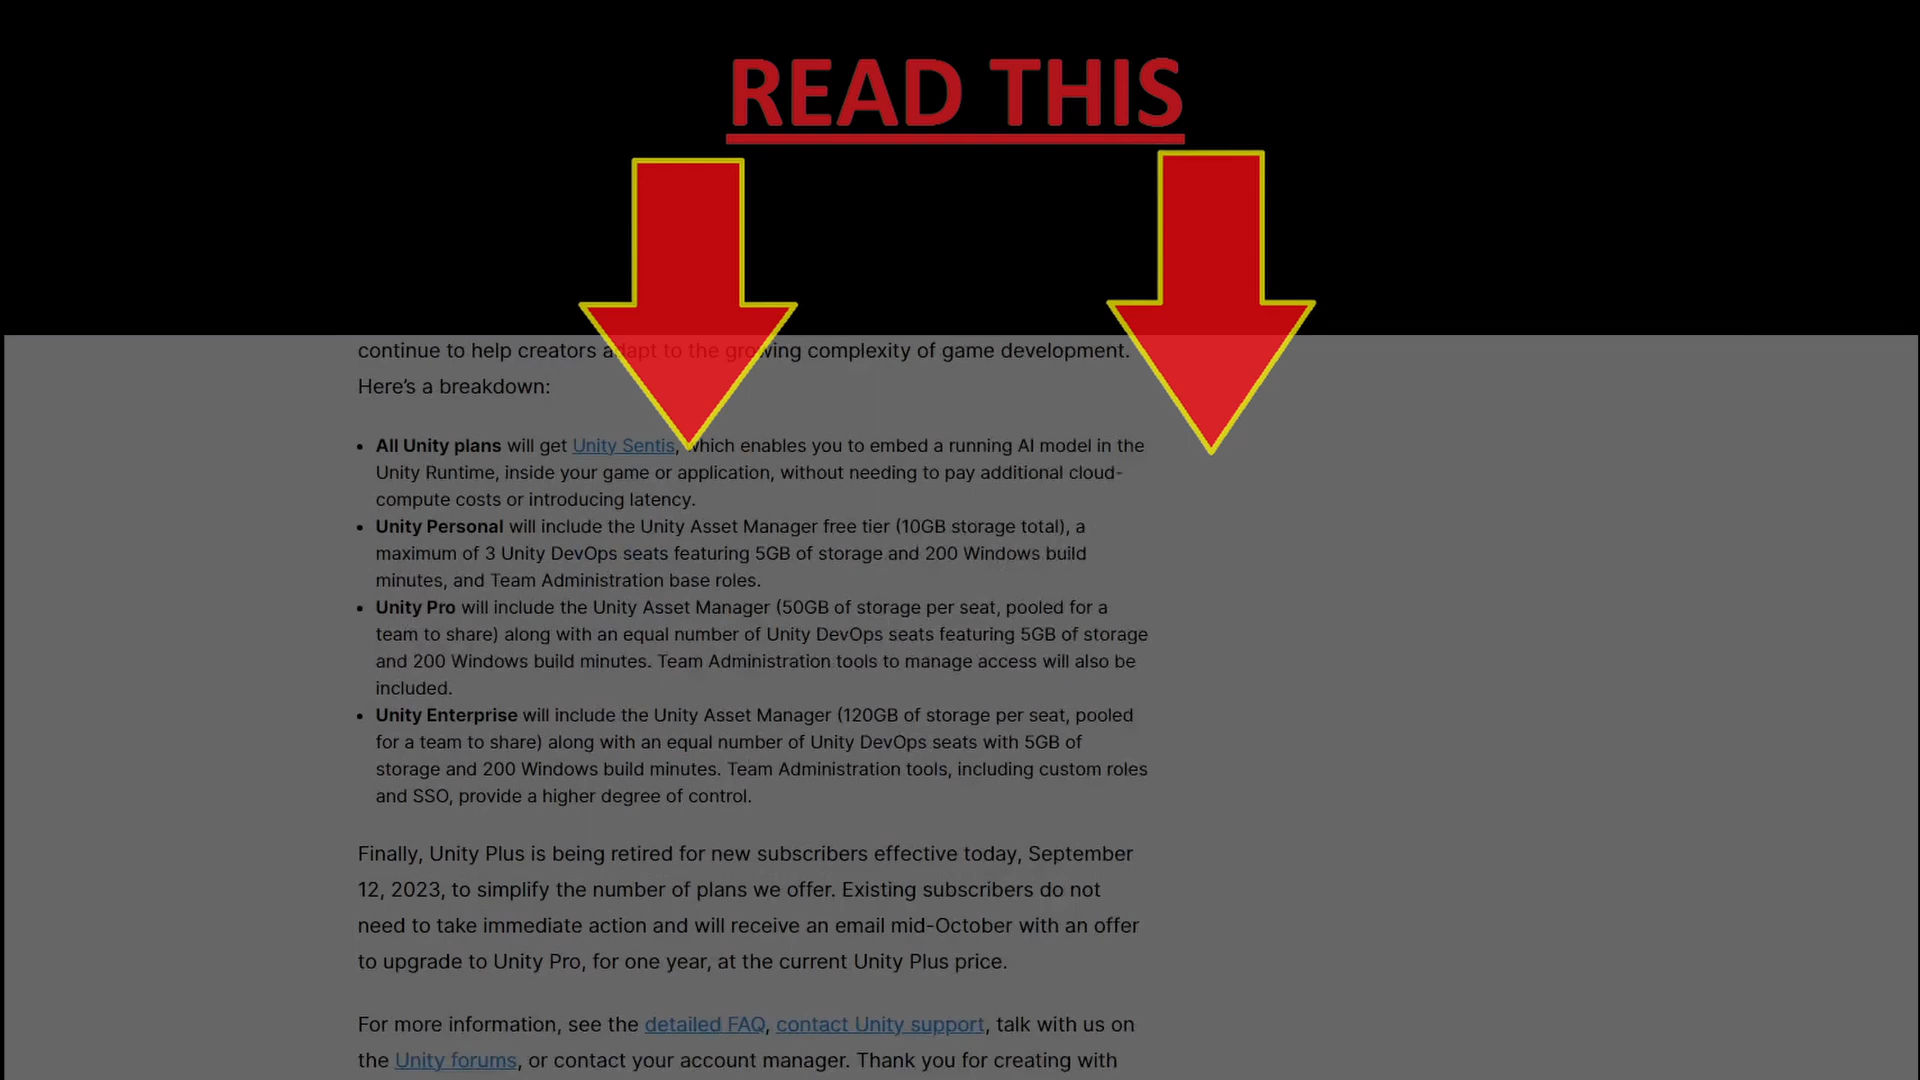 READ THIS
continue to help creators adapt to the growing complexity of game development.
Here’s a breakdown:
• All Unity plans will get Unity Sentis, which enables you to embed a running AI model in the
Unity Runtime, inside your game or application, without needing to pay additional cloud-
compute costs or introducing latency.
• Unity Personal will include the Unity Asset Manager free tier (10GB storage total), a
maximum of 3 Unity DevOps seats featuring 5GB of storage and 200 Windows build
minutes, and Team Administration base roles.
• Unity Pro will include the Unity Asset Manager (50GB of storage per seat, pooled for a
team to share) along with an equal number of Unity DevOps seats featuring 5GB of storage
and 200 Windows build minutes. Team Administration tools to manage access will also be
included.
• Unity Enterprise will include the Unity Asset Manager (120GB of storage per seat, pooled
for a team to share) along with an equal number of Unity DevOps seats with 5GB of
storage and 200 Windows build minutes. Team Administration tools, including custom roles
and SSO, provide a higher degree of control.
Finally, Unity Plus is being retired for new subscribers effective today, September
12, 2023, to simplify the number of plans we offer. Existing subscribers do not
need to take immediate action and will receive an email mid-October with an offer
to upgrade to Unity Pro, for one year, at the current Unity Plus price.
For more information, see the detailed FAQ, contact Unity support, talk with us on
the Unity forums, or contact your account manager. Thank you for creating with